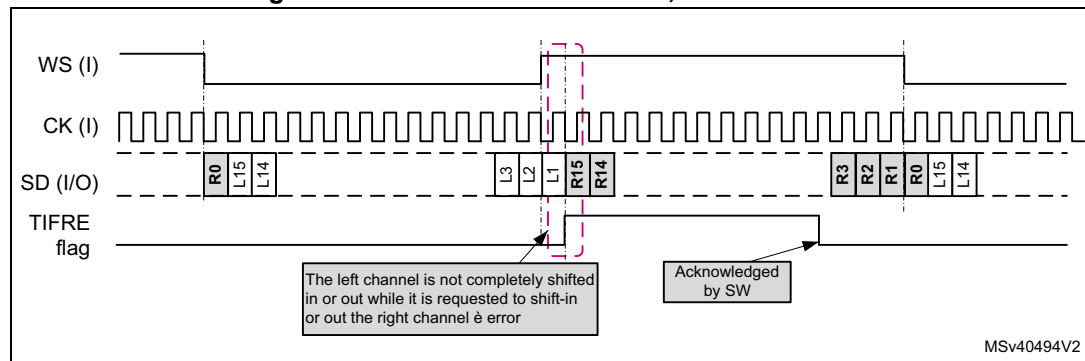 WS (I)
CK (I)
SD (I/O)
R0 L15 L14 L3 L2 L1 R15 R14 R3 R2 R1 R0 L15 L14
TIFRE
flag
The left channel is not completely shifted
in or out while it is requested to shift-in
or out the right channel è error
Acknowledged
by SW
MSv40494V2